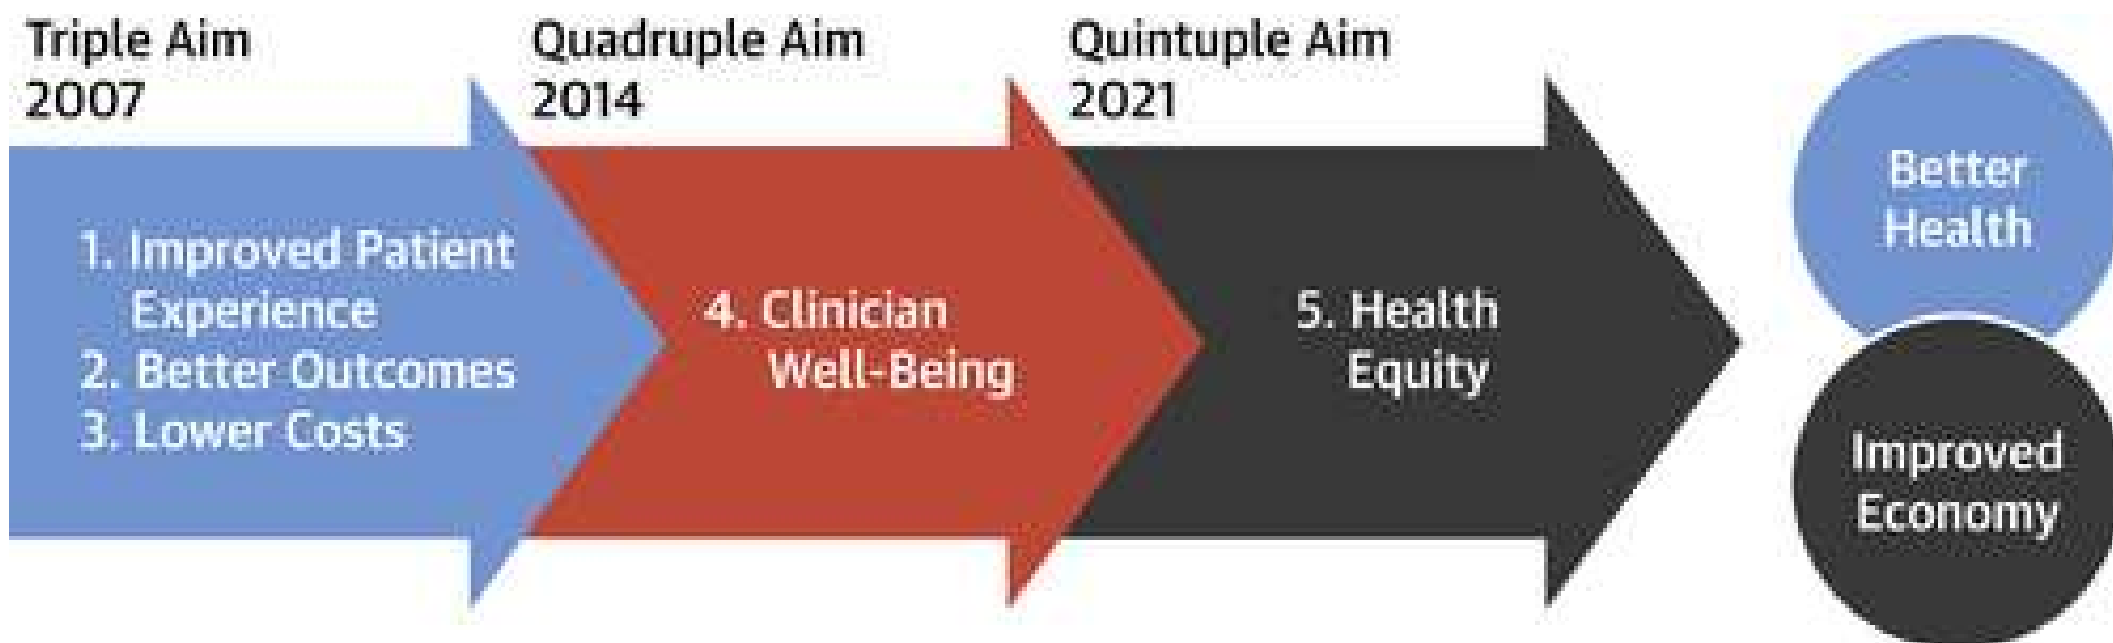 Triple Aim
2007
Quadruple Aim
2014
Quintuple Aim
2021
1. Improved Patient
Experience
2. Better Outcomes
3. Lower Costs
4. Clinician
Well-Being
5. Health
Equity
Better
Health
Improved
Economy